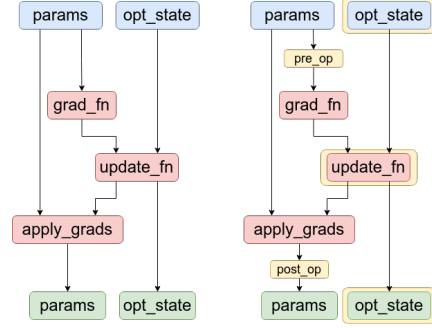 params opt_state
grad_fn
update_fn
apply_grads
params opt_state
params opt_state
pre_op
grad_fn
update_fn
apply_grads
post_op
params opt_state